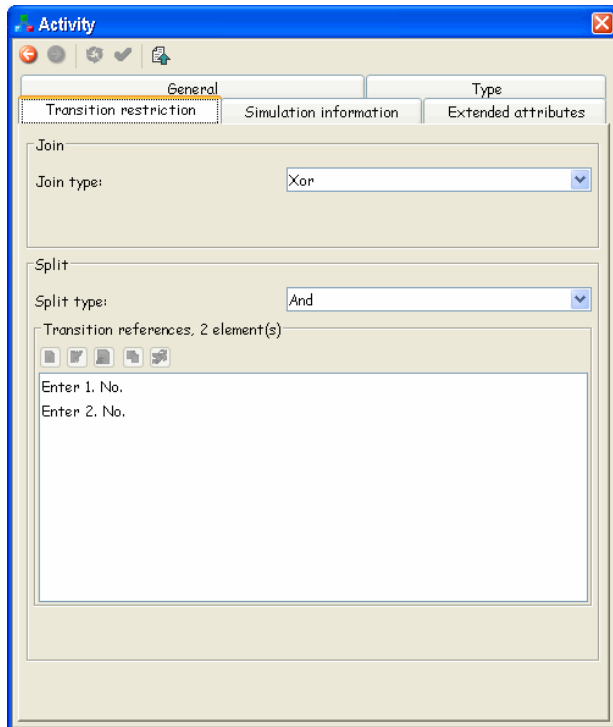 Activity
General Type
Transition restriction Simulation information Extended attributes
Join
Join type: Xor
Split
Split type: And
Transition references, 2 element(s)
Enter 1. No.
Enter 2. No.